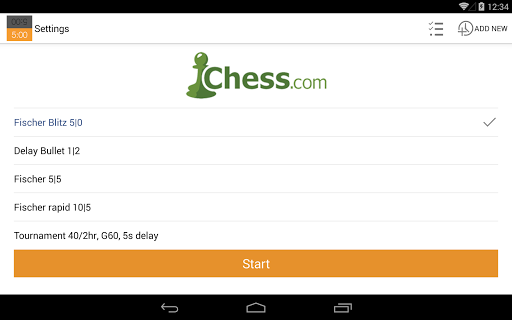 12:34
00:5
5:00
Settings
ADD NEW
Chess.com
Fischer Blitz 5|0
Delay Bullet 1|2
Fischer 5|5
Fischer rapid 10|5
Tournament 40/2hr, G60, 5s delay
Start